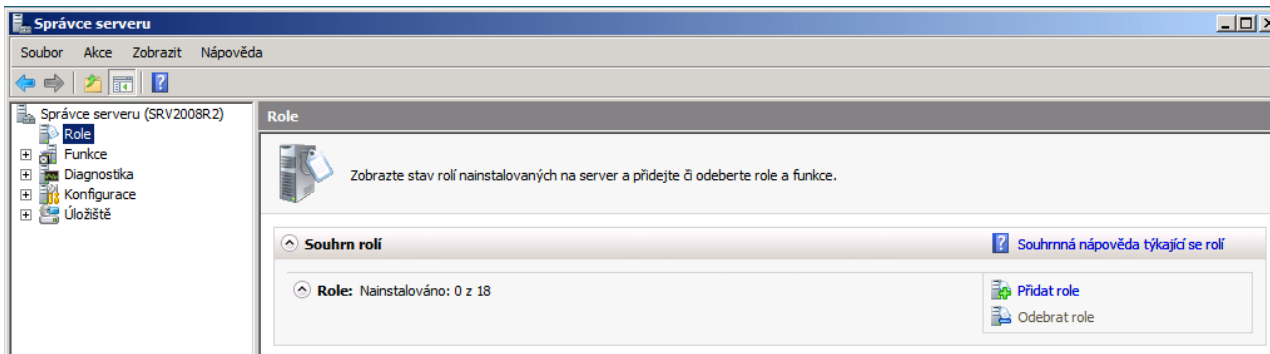 Správce serveru
Soubor Akce Zobrazit Nápověda
Správce serveru (SRV2008R2)
Role
Funkce
Diagnostika
Konfigurace
Úložiště
Role
Zobrazte stav rolí nainstalovaných na server a přidejte či odeberte role a funkce.
Souhrn rolí
Souhrnná nápověda týkající se rolí
Role: Nainstalováno: 0 z 18
Přidat role
Odebrat role